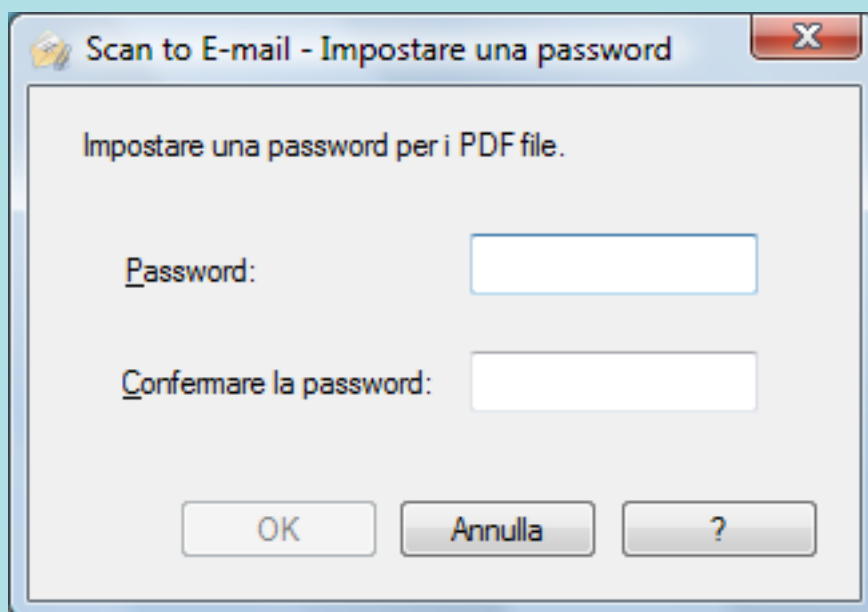 Scan to E-mail - Impostare una password
Impostare una password per i PDF file.
Password:
Confermare la password:
OK Annulla ?